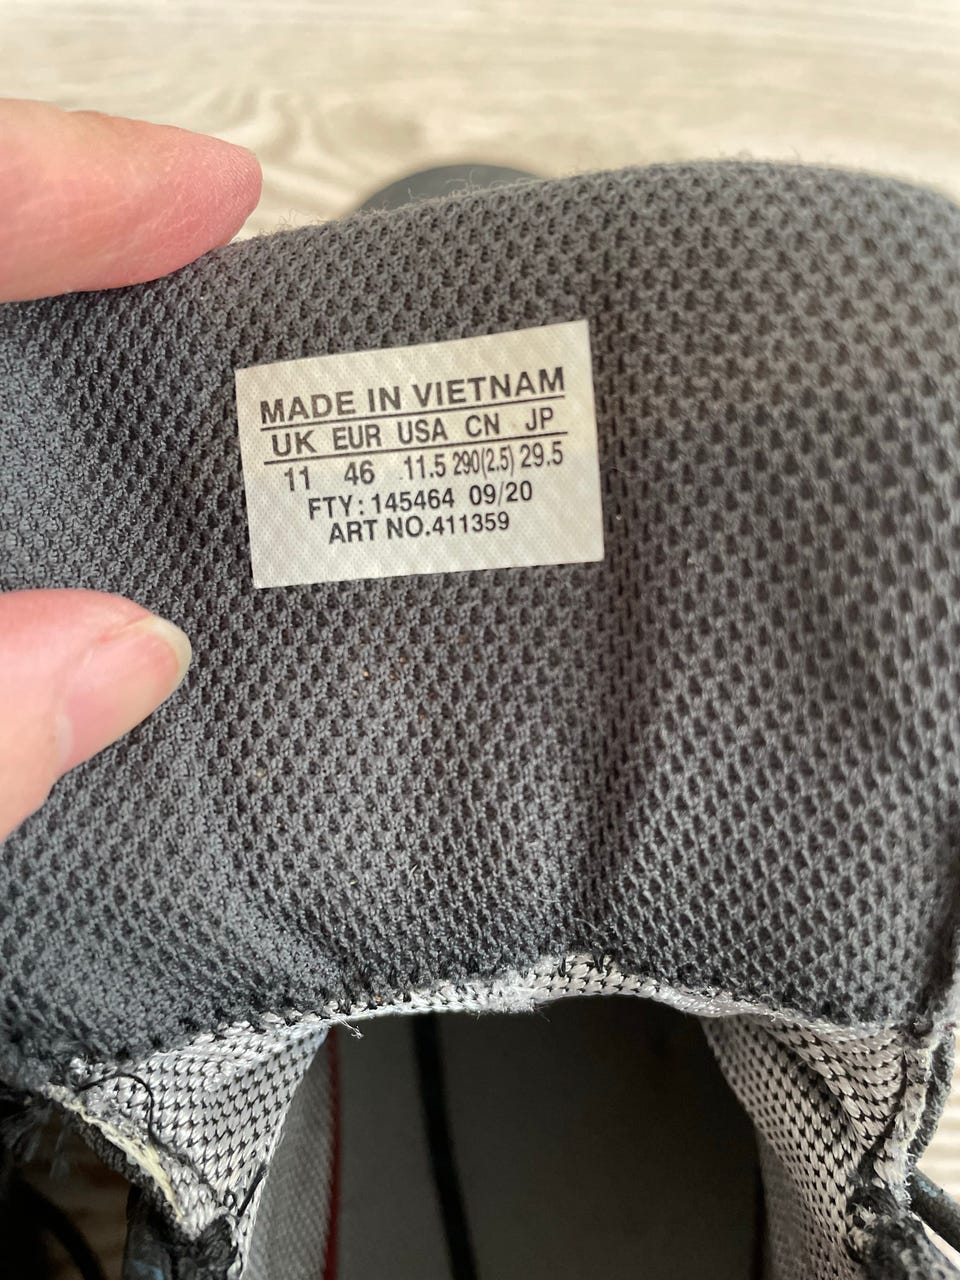 MADE IN VIETNAM
UK EUR USA CN JP
11 46 11.5 290(2.5) 29.5
FTY: 145464 09/20
ART NO.411359